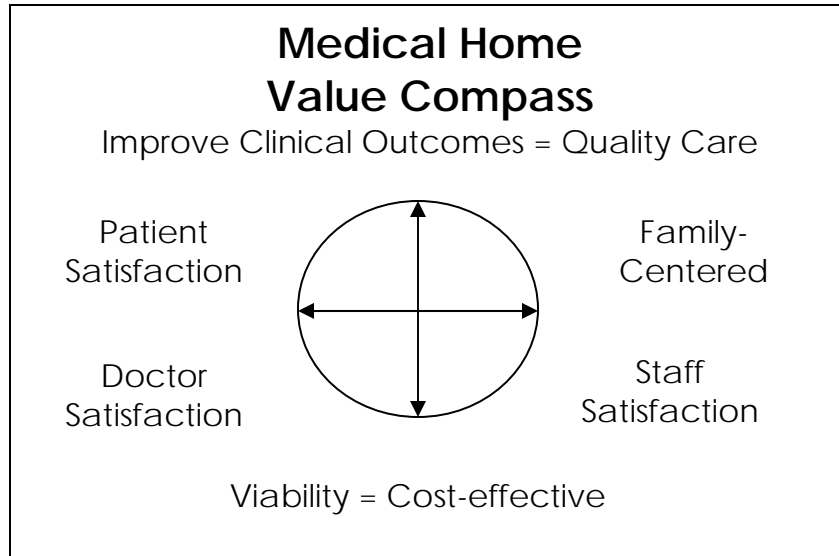 Medical Home
Value Compass
Improve Clinical Outcomes = Quality Care
Patient
Satisfaction
Family-
Centered
Doctor
Satisfaction
Staff
Satisfaction
Viability = Cost-effective